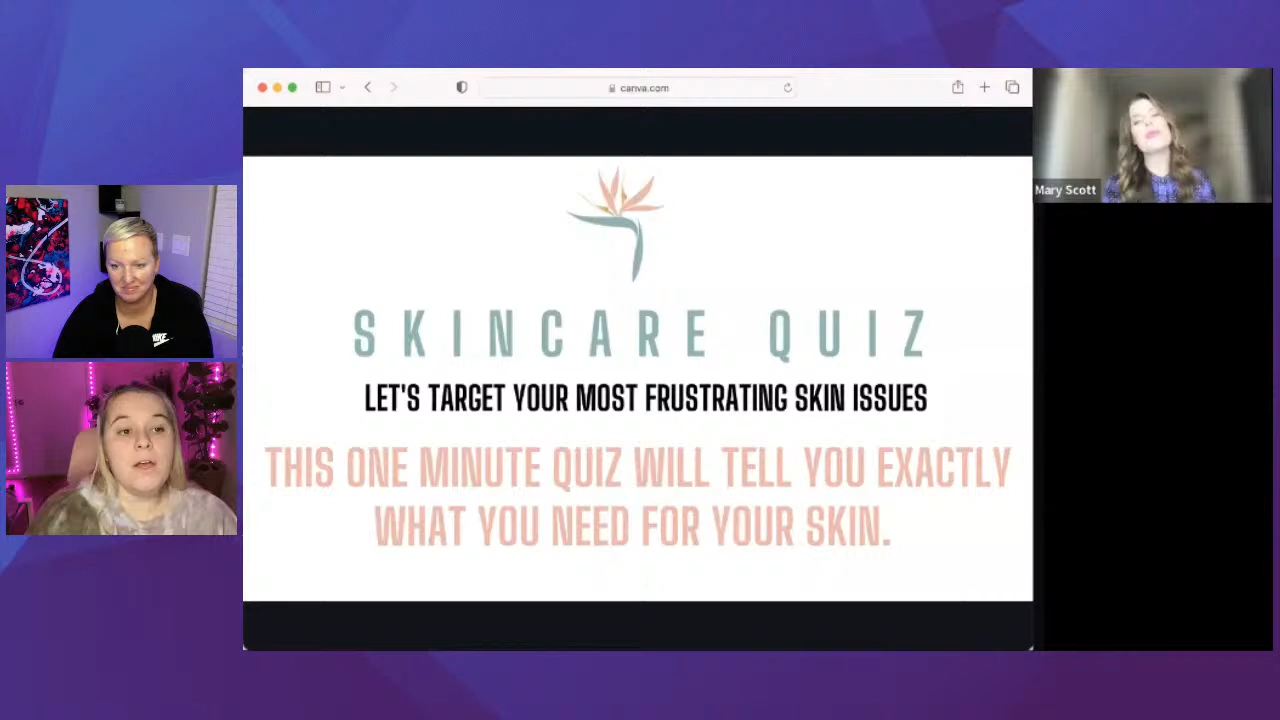 canva.com
Mary Scott
SKINCARE QUIZ
LET'S TARGET YOUR MOST FRUSTRATING SKIN ISSUES
THIS ONE MINUTE QUIZ WILL TELL YOU EXACTLY
WHAT YOU NEED FOR YOUR SKIN.
NIKE